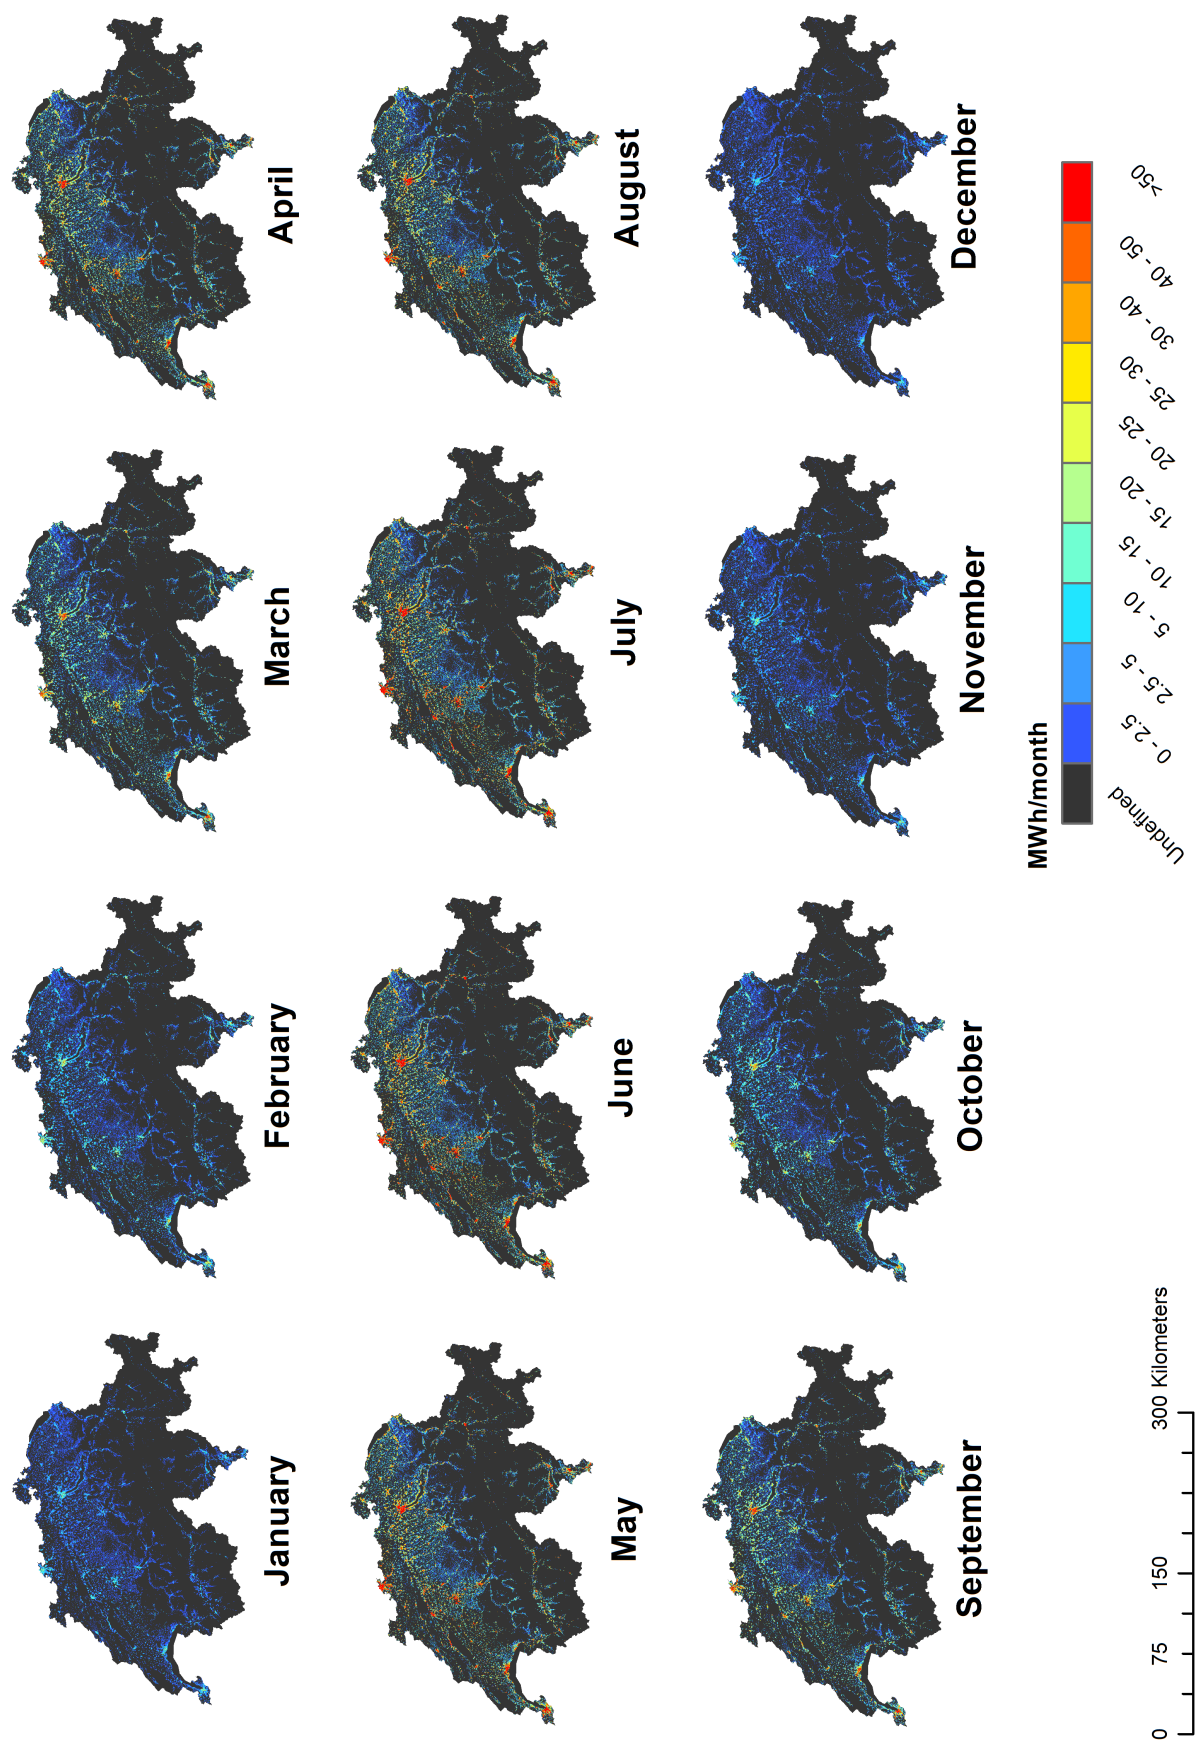 January
February
March
April
May
June
July
August
September
October
November
December
MWh/month
Undefined
0 - 2.5
2.5 - 5
5 - 10
10 - 15
15 - 20
20 - 25
25 - 30
30 - 40
40 - 50
>50
0 75 150 300 Kilometers